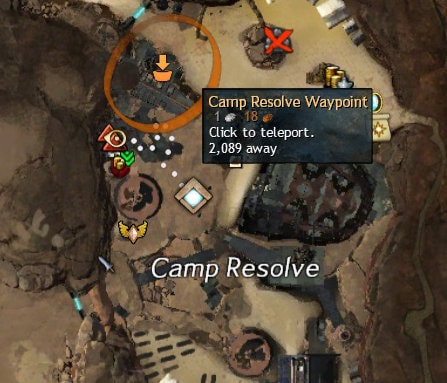 Camp Resolve Waypoint
1 18
Click to teleport.
2,089 away
Camp Resolve